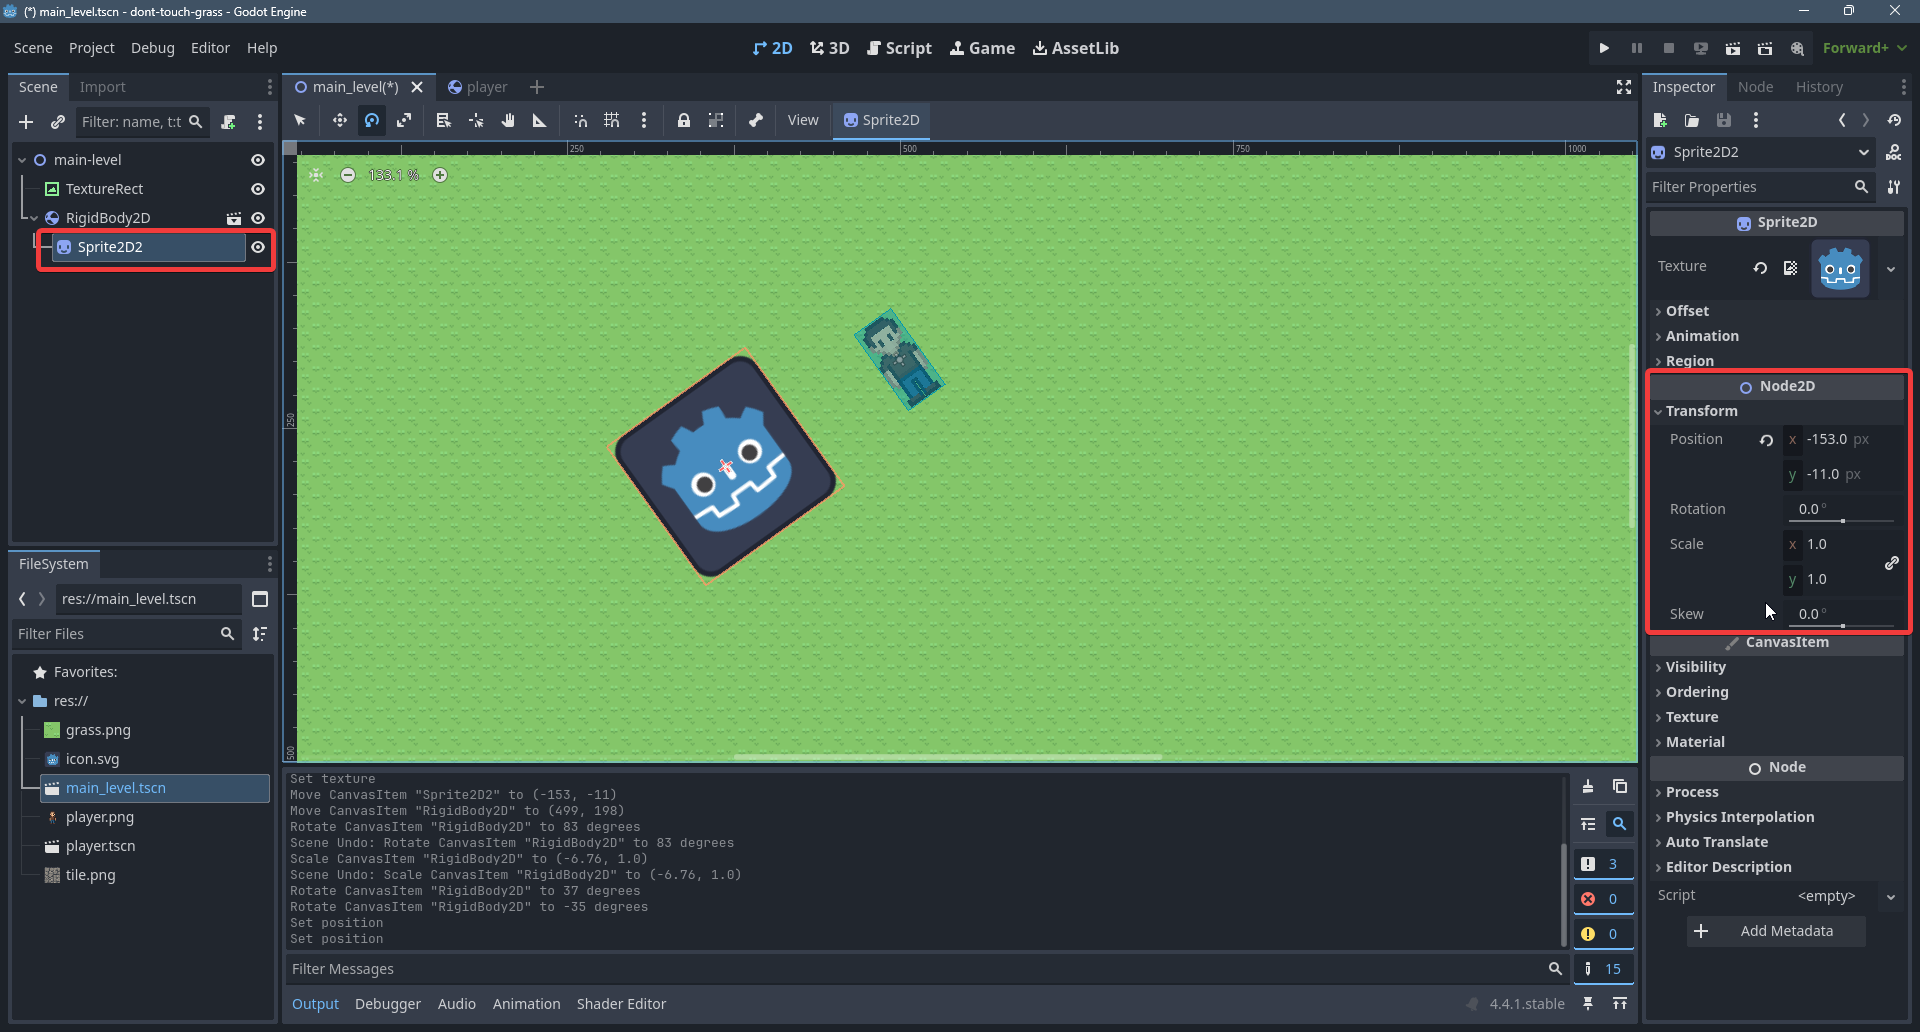 (*) main_level.tscn - dont-touch-grass - Godot Engine
Scene Project Debug Editor Help
2D 3D Script Game AssetLib
Forward+
Scene Import
Filter: name, t:t
main-level
TextureRect
RigidBody2D
Sprite2D2
FileSystem
res://main_level.tscn
Filter Files
Favorites:
res://
grass.png
icon.svg
main_level.tscn
player.png
player.tscn
tile.png
main_level(*) player
View Sprite2D
250 500 750 1000
133.1 %
250
500
Set texture
Move CanvasItem "Sprite2D2" to (-153, -11)
Move CanvasItem "RigidBody2D" to (499, 198)
Rotate CanvasItem "RigidBody2D" to 83 degrees
Scene Undo: Rotate CanvasItem "RigidBody2D" to 83 degrees
Scale CanvasItem "RigidBody2D" to (-6.76, 1.0)
Scene Undo: Scale CanvasItem "RigidBody2D" to (-6.76, 1.0)
Rotate CanvasItem "RigidBody2D" to 37 degrees
Rotate CanvasItem "RigidBody2D" to -35 degrees
Set position
Set position
3
0
0
15
Filter Messages
Output Debugger Audio Animation Shader Editor
4.4.1.stable
Inspector Node History
Sprite2D2
DOC
Filter Properties
Sprite2D
Texture
Offset
Animation
Region
Node2D
Transform
Position x -153.0 px
y -11.0 px
Rotation 0.0 °
Scale x 1.0
y 1.0
Skew 0.0 °
CanvasItem
Visibility
Ordering
Texture
Material
Node
Process
Physics Interpolation
Auto Translate
Editor Description
Script <empty>
Add Metadata